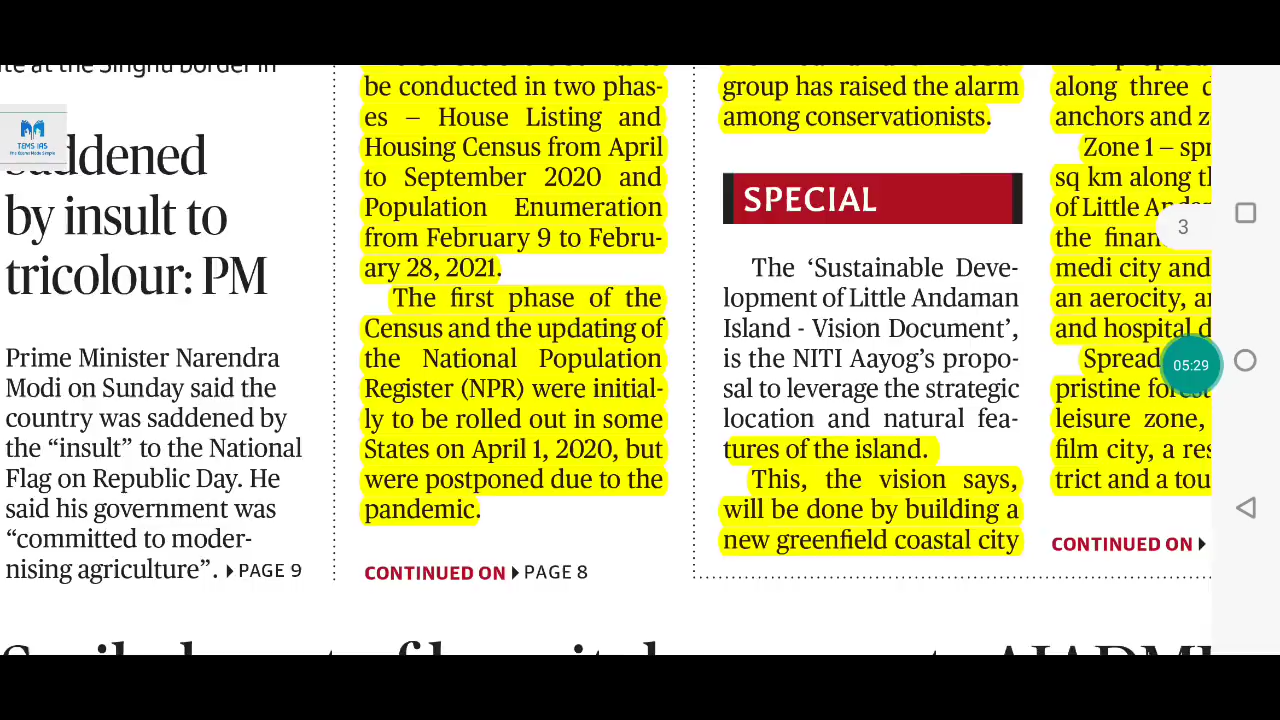 te at the Singhu border in
TEMS IAS
by insult to
tricolour: PM
Prime Minister Narendra
Modi on Sunday said the
country was saddened by
the “insult” to the National
Flag on Republic Day. He
said his government was
“committed to moder-
nising agriculture”. PAGE 9
be conducted in two phas-
es – House Listing and
Housing Census from April
to September 2020 and
Population Enumeration
from February 9 to Febru-
ary 28, 2021.
The first phase of the
Census and the updating of
the National Population
Register (NPR) were initial-
ly to be rolled out in some
States on April 1, 2020, but
were postponed due to the
pandemic.
CONTINUED ON PAGE 8
group has raised the alarm
among conservationists.
SPECIAL
The ‘Sustainable Deve-
lopment of Little Andaman
Island - Vision Document’,
is the NITI Aayog’s propo-
sal to leverage the strategic
location and natural fea-
tures of the island.
This, the vision says,
will be done by building a
new greenfield coastal city
along three
anchors and
Zone 1 –
sq km along
of Little
the
medi city and
an aerocity,
and hospital
Spread
pristine
leisure zone,
film city, a
trict and a
CONTINUED ON
3
05:29